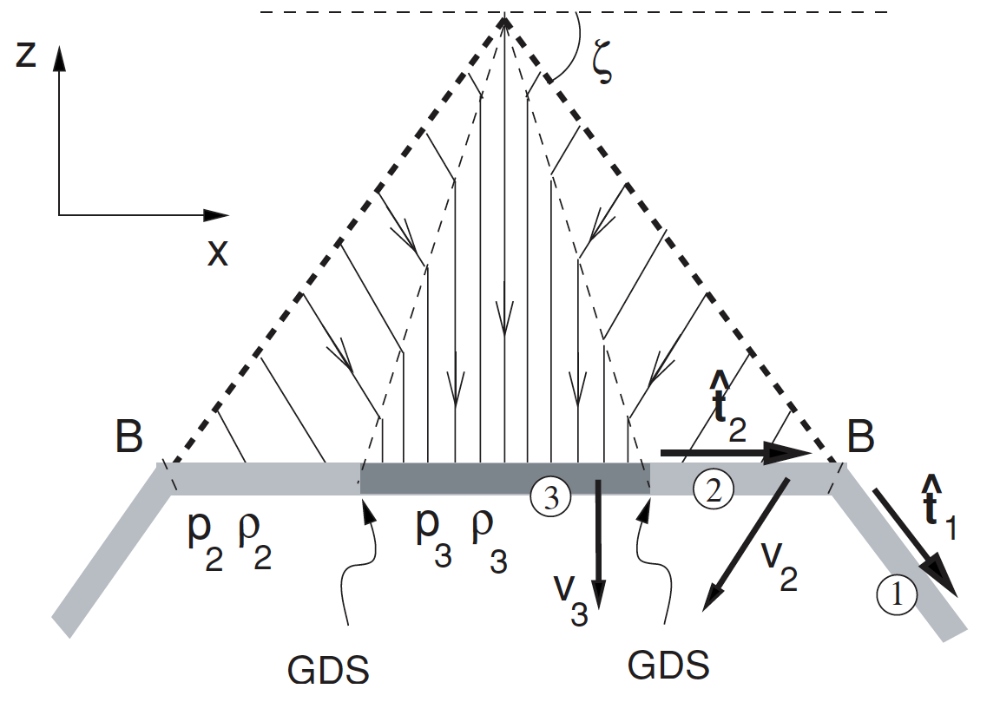 z
ζ
x
t̂₂
B
B
3
2
t̂₁
p₂ ρ₂
p₃ ρ₃
v₂
v₃
1
GDS
GDS